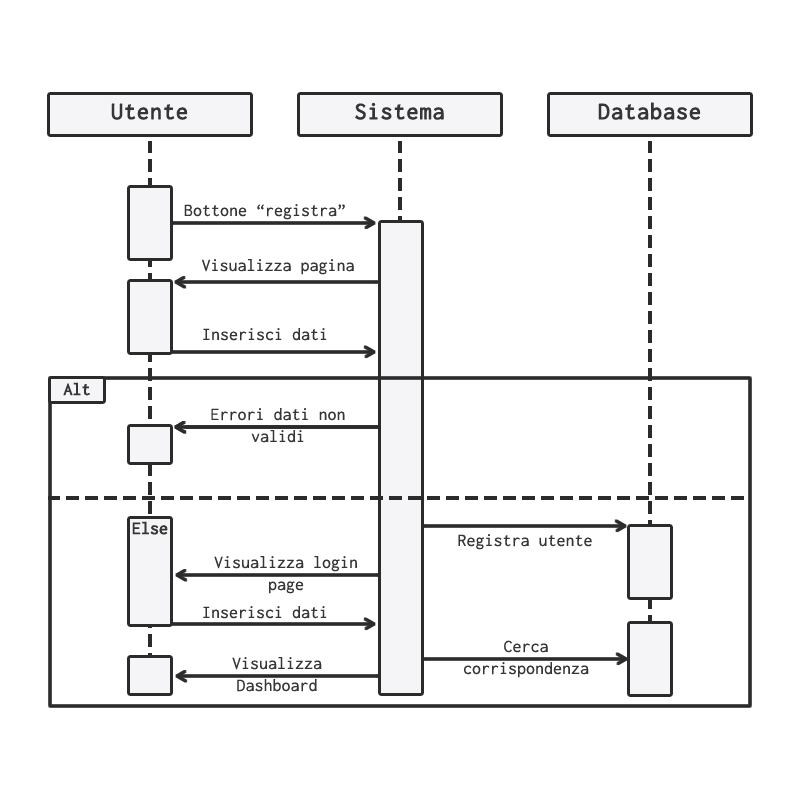 Utente
Sistema
Database
Bottone “registra”
Visualizza pagina
Inserisci dati
Alt
Errori dati non
validi
Else
Registra utente
Visualizza login
page
Inserisci dati
Cerca
corrispondenza
Visualizza
Dashboard